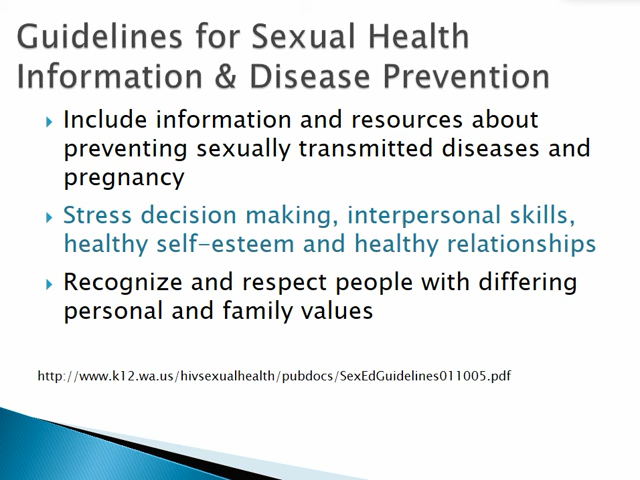 Guidelines for Sexual Health
Information & Disease Prevention
Include information and resources about
preventing sexually transmitted diseases and
pregnancy
Stress decision making, interpersonal skills,
healthy self-esteem and healthy relationships
Recognize and respect people with differing
personal and family values
http://www.k12.wa.us/hivsexualhealth/pubdocs/SexEdGuidelines011005.pdf